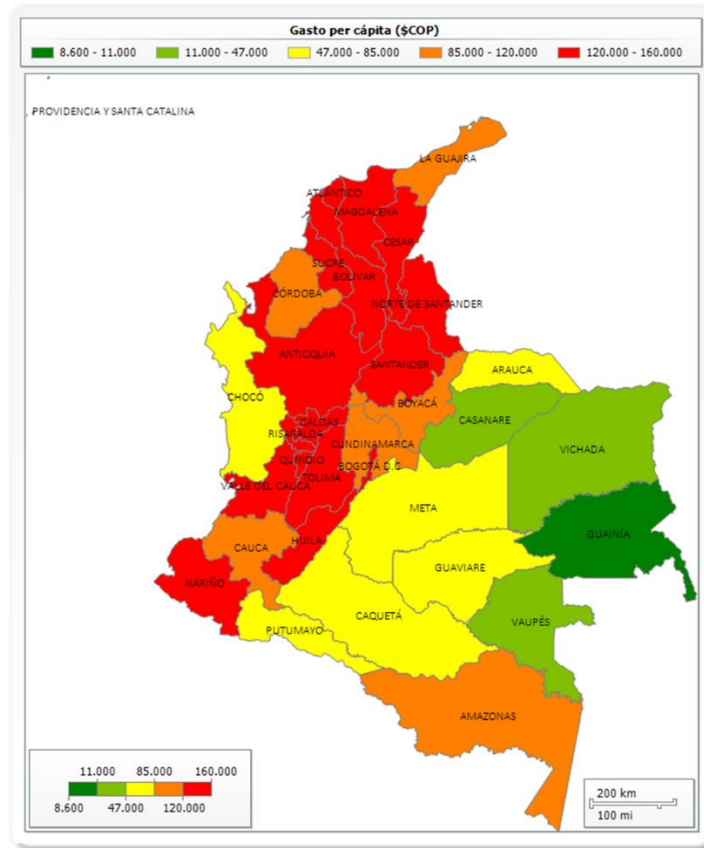 Gasto per cápita ($COP)
8.600 - 11.000 11.000 - 47.000 47.000 - 85.000 85.000 - 120.000 120.000 - 160.000
, PROVIDENCIA Y SANTA CATALINA
LA GUAJIRA
ATLÁNTICO
MAGDALENA
CESAR
SUCRE
BOLÍVAR
CÓRDOBA
NORTE DE SANTANDER
ANTIOQUIA
SANTANDER
ARAUCA
CHOCÓ
BOYACÁ
CASANARE
CALDAS
RISARALDA
CUNDINAMARCA
VICHADA
QUINDIO
BOGOTÁ D.C
TOLIMA
VALLE DEL CAUCA
META
GUAINÍA
HUILA
CAUCA
GUAVIARE
NARIÑO
CAQUETÁ
VAUPÉS
PUTUMAYO
AMAZONAS
11.000 85.000 160.000
8.600 47.000 120.000
200 km
100 mi